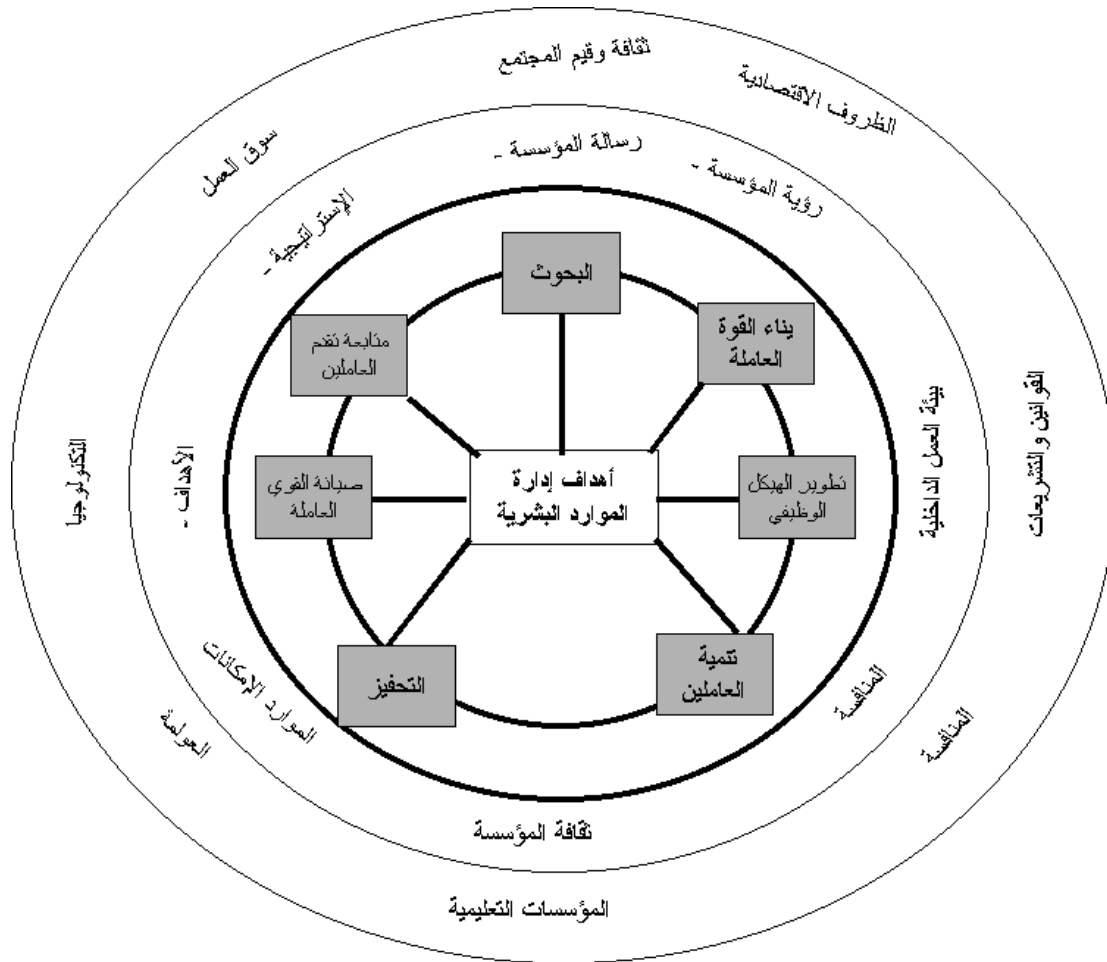 ثقافة وقيم المجتمع
الظروف الاقتصادية
سوق العمل
رسالة المؤسسة -
رؤية المؤسسة -
الإستراتيجية -
البحوث
بناء القوة
العاملة
متابعة تقدم
العاملين
القوانين والتشريعات
بيئة العمل الداخلية
أهداف إدارة
الموارد البشرية
تطوير الهيكل
الوظيفي
صيانة القوي
العاملة
الأهداف -
التكنولوجيا
تنمية
العاملين
التحفيز
المنافسة
المنافسة
الموارد الإمكانات
العولمة
ثقافة المؤسسة
المؤسسات التعليمية